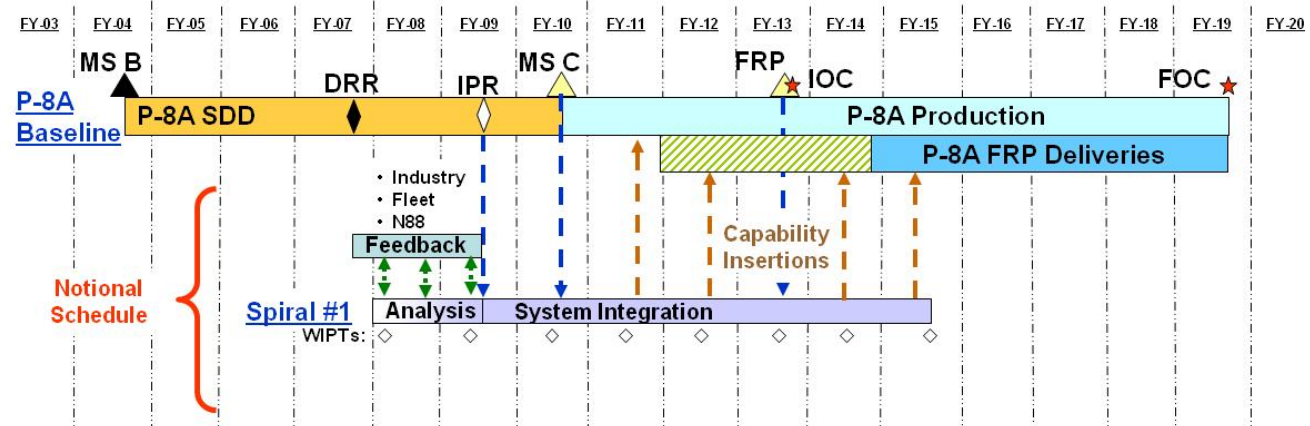 FY-03 FY-04 FY-05 FY-06 FY-07 FY-08 FY-09 FY-10 FY-11 FY-12 FY-13 FY-14 FY-15 FY-16 FY-17 FY-18 FY-19 FY-20
MS B
DRR
IPR
MS C
FRP
IOC
FOC
P-8A
Baseline
P-8A SDD
P-8A Production
P-8A FRP Deliveries
• Industry
• Fleet
• N88
Feedback
Capability
Insertions
Notional
Schedule
Spiral #1
Analysis
System Integration
WIPTs: